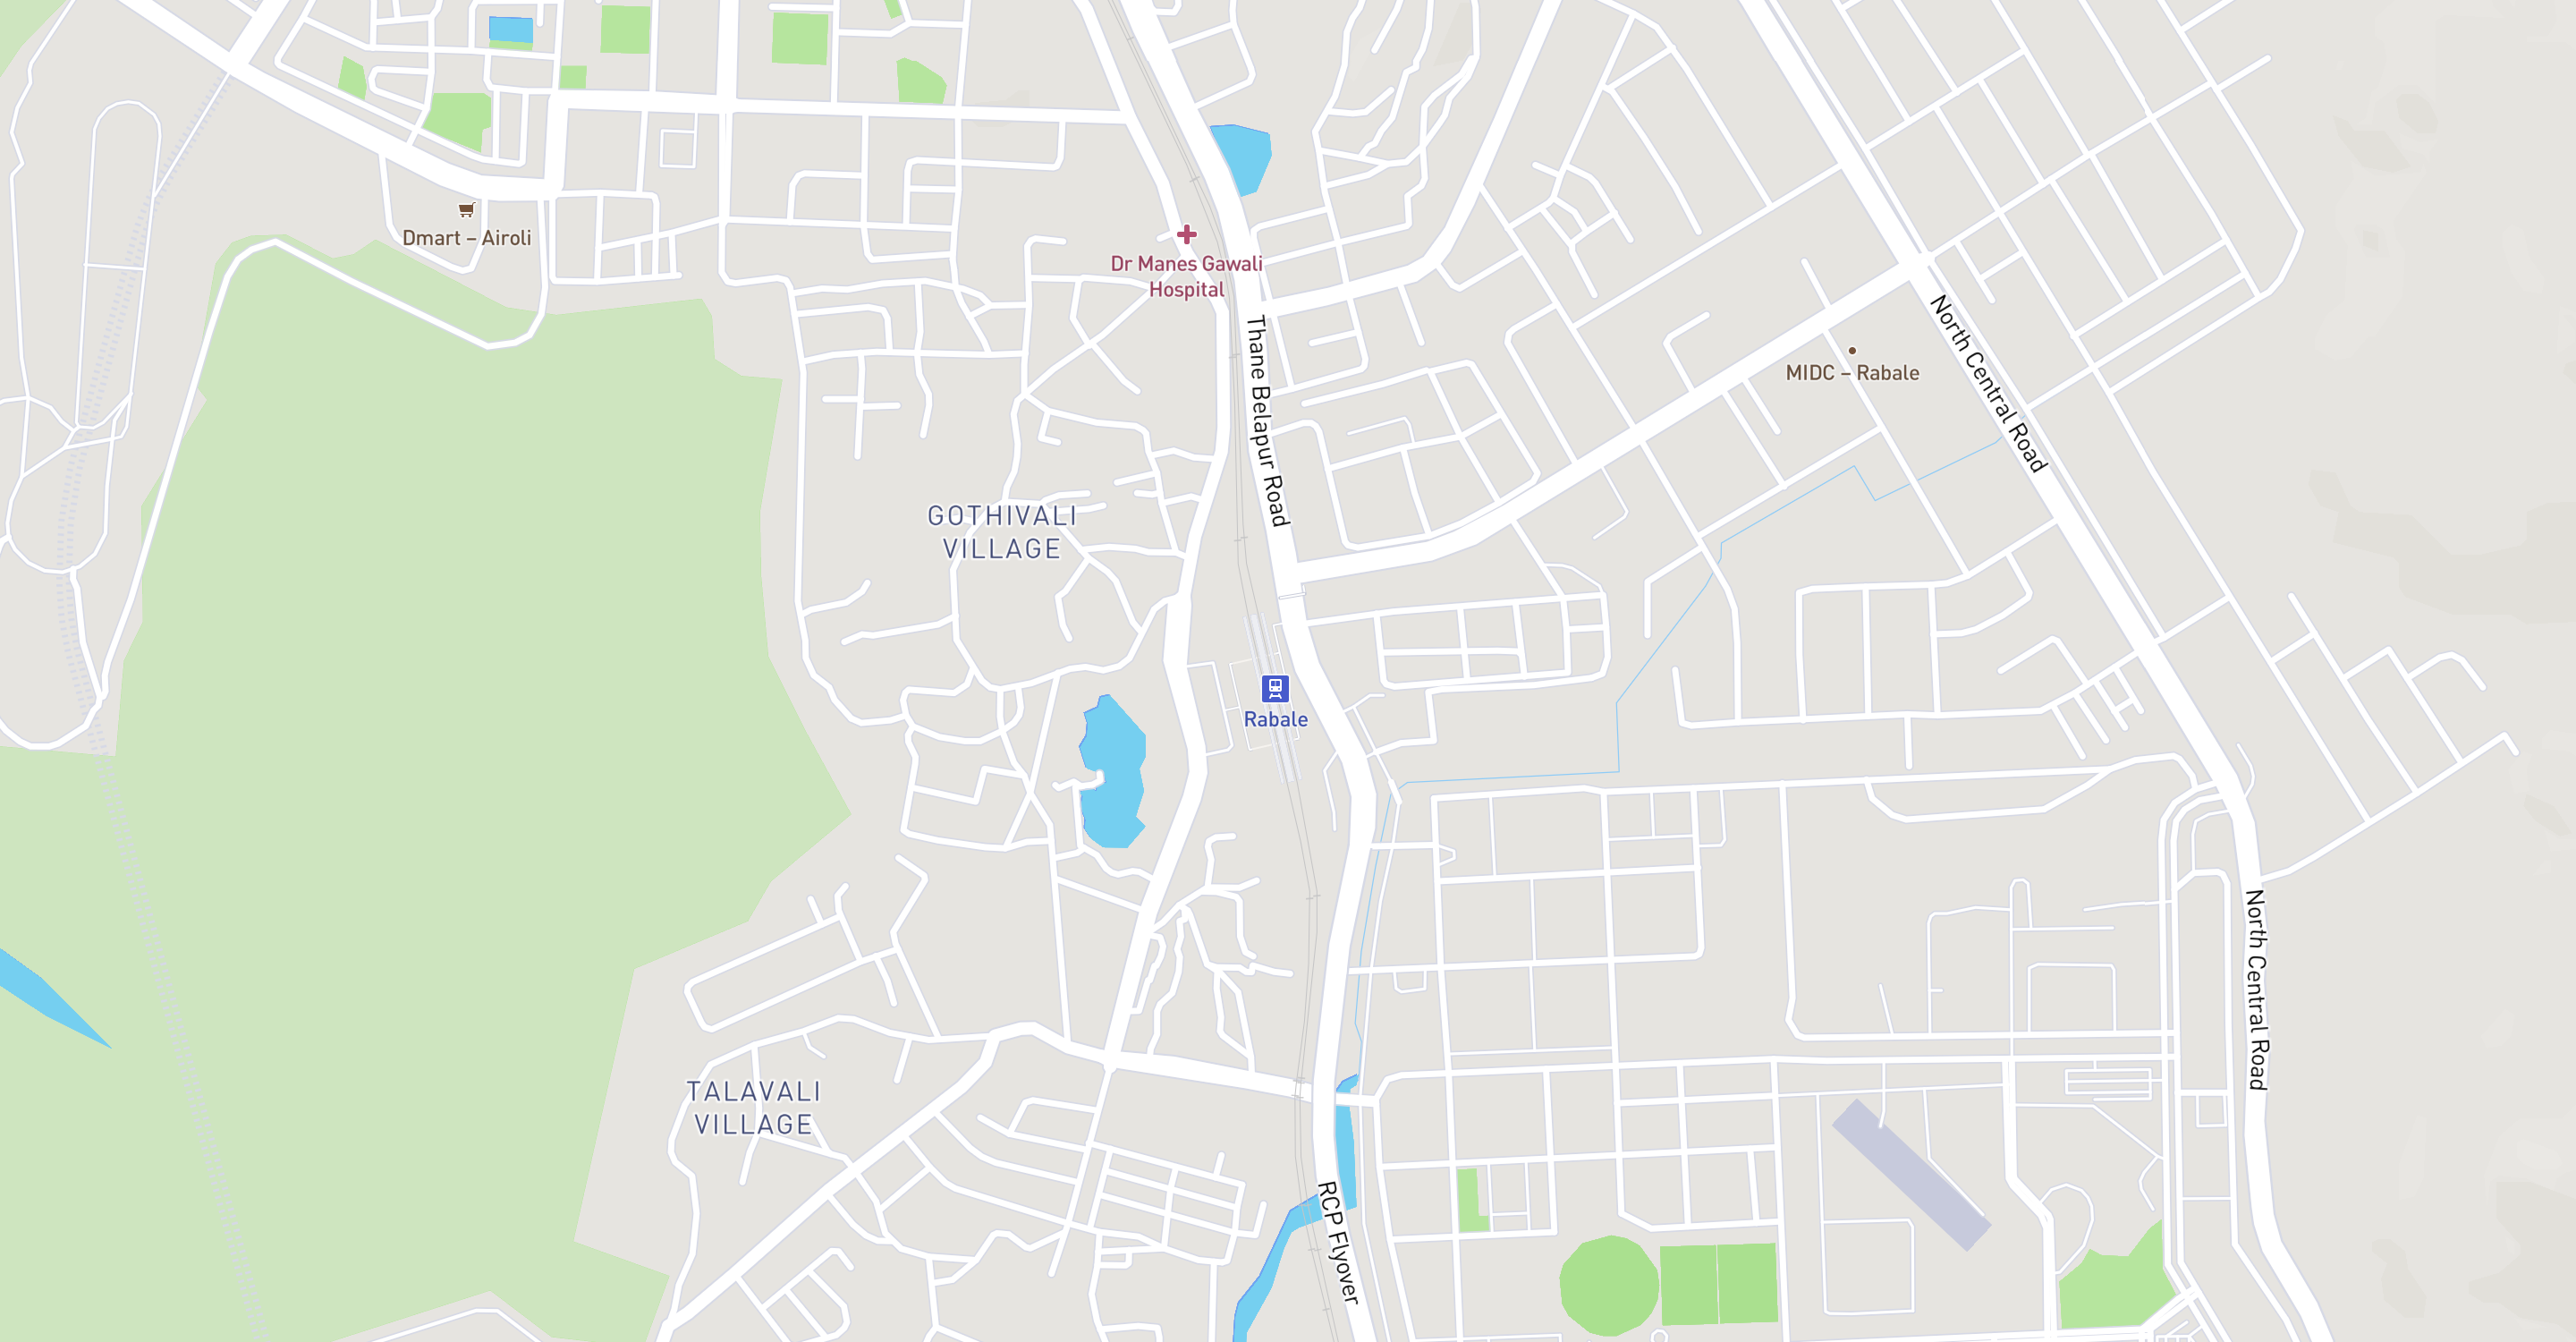 Dmart – Airoli
Dr Manes Gawali
Hospital
Thane Belapur Road
North Central Road
MIDC – Rabale
GOTHIVALI
VILLAGE
Rabale
North Central Road
TALAVALI
VILLAGE
RCP Flyover